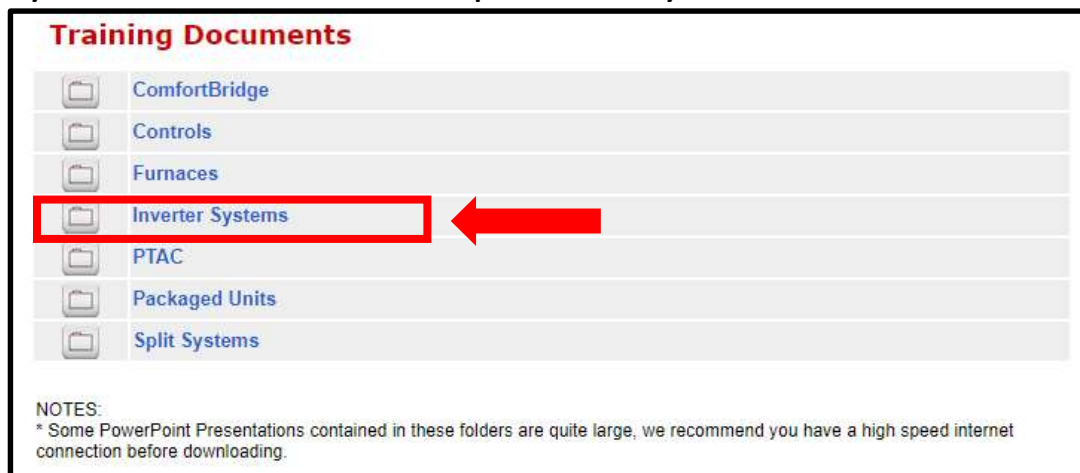 Training Documents
ComfortBridge
Controls
Furnaces
Inverter Systems
PTAC
Packaged Units
Split Systems
NOTES:
* Some PowerPoint Presentations contained in these folders are quite large, we recommend you have a high speed internet
connection before downloading.